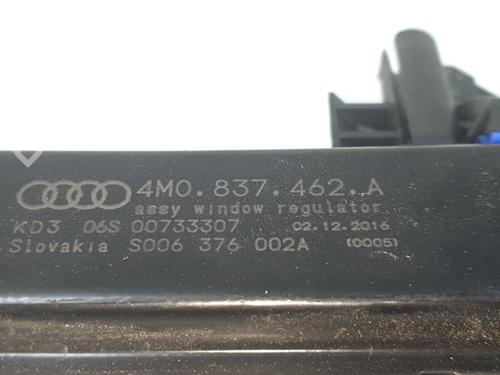 4M0.837.462.A
assy window regulator
KD3 06S 00733307 02.12.2016
Slovakia S006 376 002A (0005)